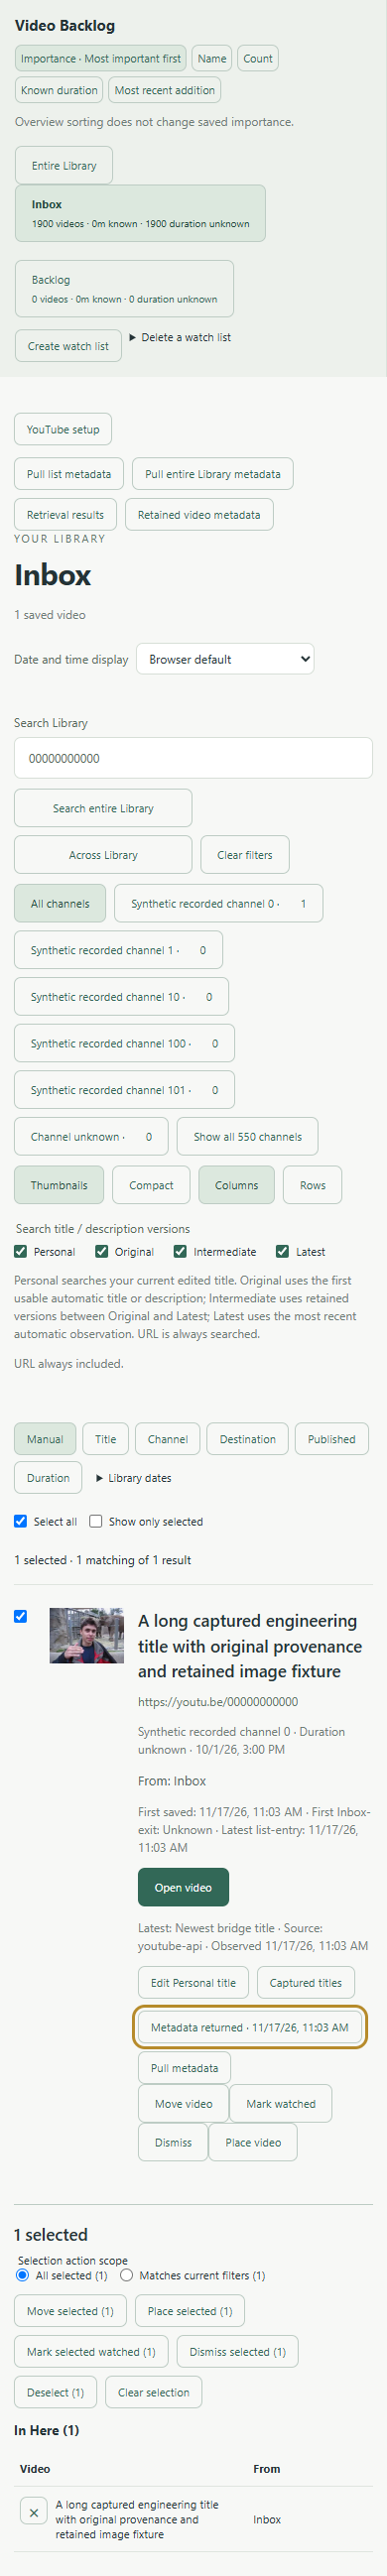 Video Backlog
Importance · Most important first
Name
Count
Known duration
Most recent addition
Overview sorting does not change saved importance.
Entire Library
Inbox
1900 videos · 0m known · 1900 duration unknown
Backlog
0 videos · 0m known · 0 duration unknown
Create watch list
▶ Delete a watch list
YouTube setup
Pull list metadata
Pull entire Library metadata
Retrieval results
Retained video metadata
YOUR LIBRARY
Inbox
1 saved video
Date and time display
Browser default
Search Library
00000000000
Search entire Library
Across Library
Clear filters
All channels
Synthetic recorded channel 0 · 1
Synthetic recorded channel 1 · 0
Synthetic recorded channel 10 · 0
Synthetic recorded channel 100 · 0
Synthetic recorded channel 101 · 0
Channel unknown · 0
Show all 550 channels
Thumbnails
Compact
Columns
Rows
Search title / description versions
Personal
Original
Intermediate
Latest
Personal searches your current edited title. Original uses the first
usable automatic title or description; Intermediate uses retained
versions between Original and Latest; Latest uses the most recent
automatic observation. URL is always searched.
URL always included.
Manual
Title
Channel
Destination
Published
Duration
▶ Library dates
Select all
Show only selected
1 selected · 1 matching of 1 result
A long captured engineering
title with original provenance
and retained image fixture
https://youtu.be/00000000000
Synthetic recorded channel 0 · Duration
unknown · 10/1/26, 3:00 PM
From: Inbox
First saved: 11/17/26, 11:03 AM · First Inbox-
exit: Unknown · Latest list-entry: 11/17/26,
11:03 AM
Open video
Latest: Newest bridge title · Source:
youtube-api · Observed 11/17/26, 11:03 AM
Edit Personal title
Captured titles
Metadata returned · 11/17/26, 11:03 AM
Pull metadata
Move video
Mark watched
Dismiss
Place video
1 selected
Selection action scope
All selected (1)
Matches current filters (1)
Move selected (1)
Place selected (1)
Mark selected watched (1)
Dismiss selected (1)
Deselect (1)
Clear selection
In Here (1)
Video
From
×
A long captured engineering title
with original provenance and
retained image fixture
Inbox